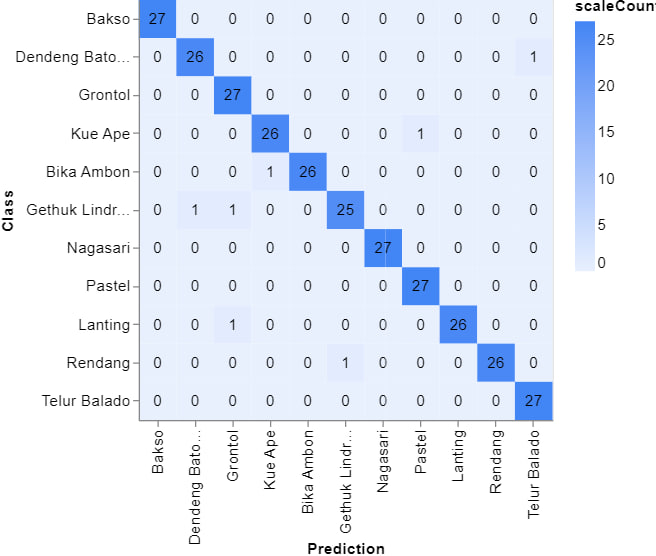 scaleCount
Bakso 27 0 0 0 0 0 0 0 0 0 0 25
Dendeng Bato... 0 26 0 0 0 0 0 0 0 0 1
20
Grontol 0 0 27 0 0 0 0 0 0 0 0
15
Kue Ape 0 0 0 26 0 0 0 1 0 0 0
10
Bika Ambon 0 0 0 1 26 0 0 0 0 0 0
Class
Gethuk Lindr... 0 1 1 0 0 25 0 0 0 0 0
5
Nagasari 0 0 0 0 0 0 27 0 0 0 0
0
Pastel 0 0 0 0 0 0 0 27 0 0 0
Lanting 0 0 1 0 0 0 0 0 26 0 0
Rendang 0 0 0 0 0 1 0 0 0 26 0
Telur Balado 0 0 0 0 0 0 0 0 0 0 27
Bakso
Dendeng Bato...
Grontol
Kue Ape
Bika Ambon
Gethuk Lindr...
Nagasari
Pastel
Lanting
Rendang
Telur Balado
Prediction